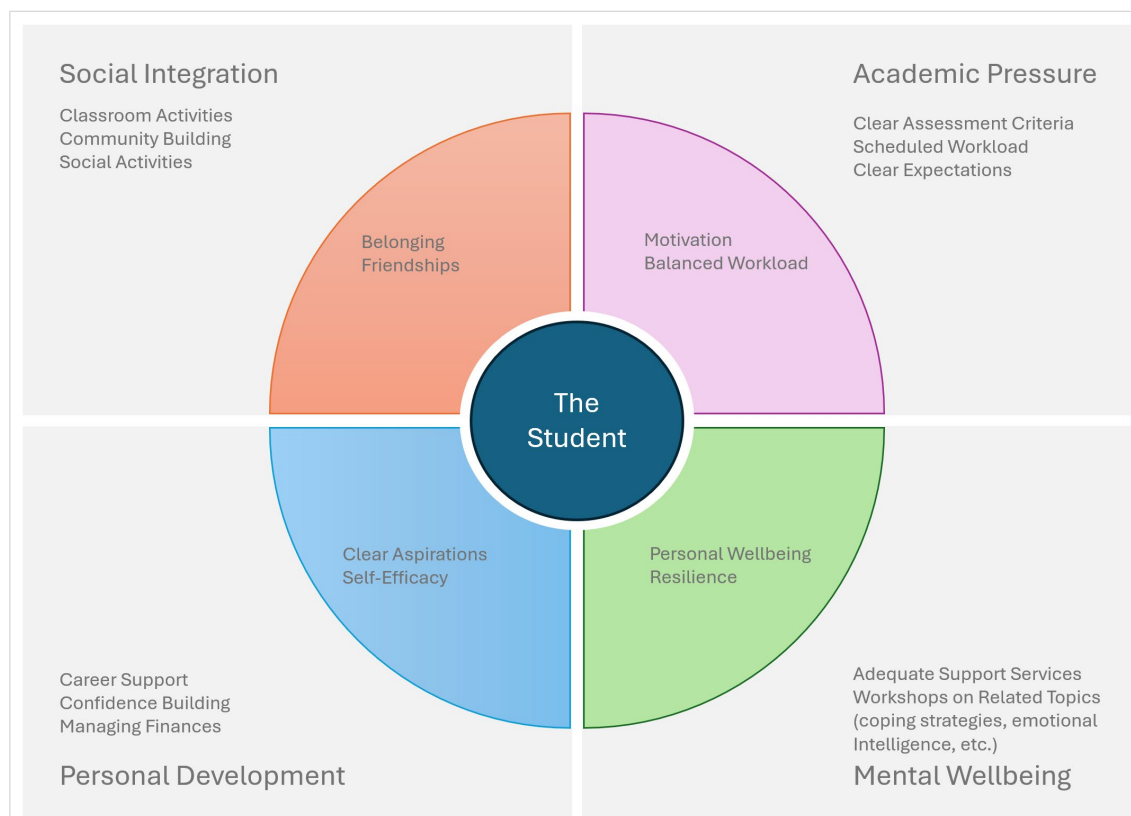 Social Integration
Classroom Activities
Community Building
Social Activities
Academic Pressure
Clear Assessment Criteria
Scheduled Workload
Clear Expectations
Belonging
Friendships
Motivation
Balanced Workload
The
Student
Clear Aspirations
Self-Efficacy
Personal Wellbeing
Resilience
Career Support
Confidence Building
Managing Finances
Personal Development
Adequate Support Services
Workshops on Related Topics
(coping strategies, emotional
Intelligence, etc.)
Mental Wellbeing